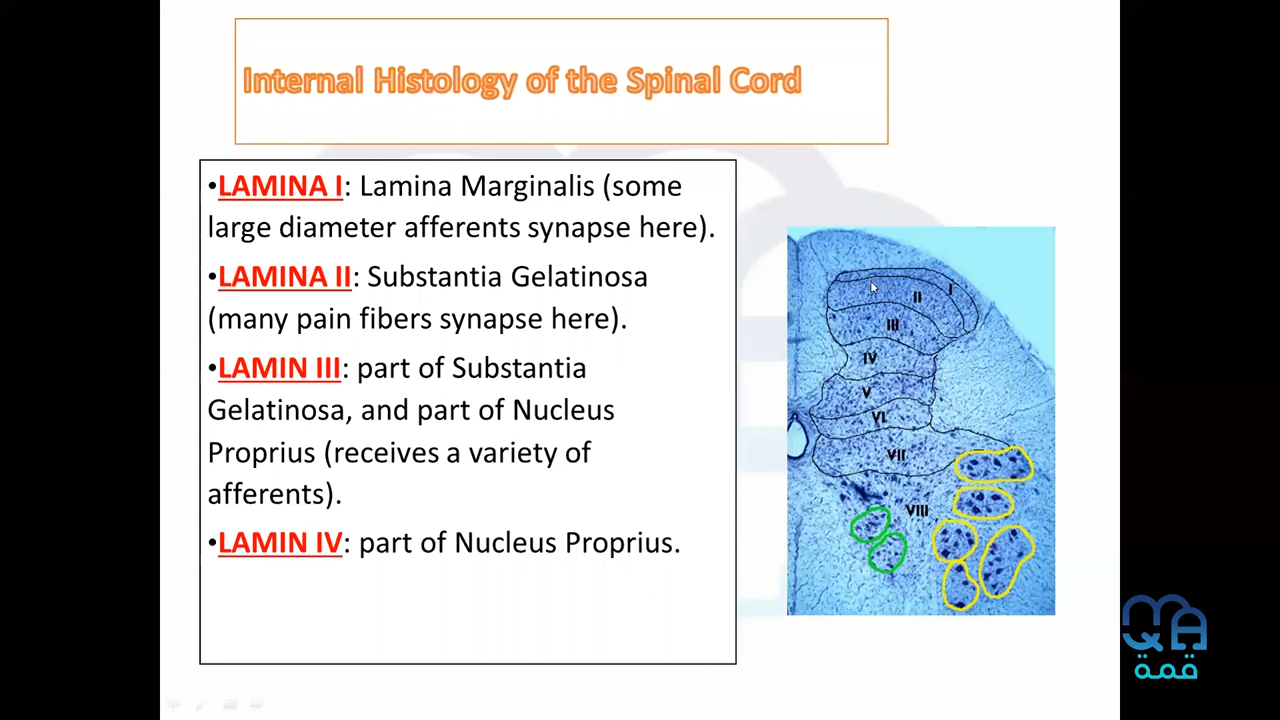 Internal Histology of the Spinal Cord
•LAMINA I: Lamina Marginalis (some
large diameter afferents synapse here).
•LAMINA II: Substantia Gelatinosa
(many pain fibers synapse here).
•LAMIN III: part of Substantia
Gelatinosa, and part of Nucleus
Proprius (receives a variety of
afferents).
•LAMIN IV: part of Nucleus Proprius.
I
II
III
IV
V
VI
VII
VIII
QMA
قمة